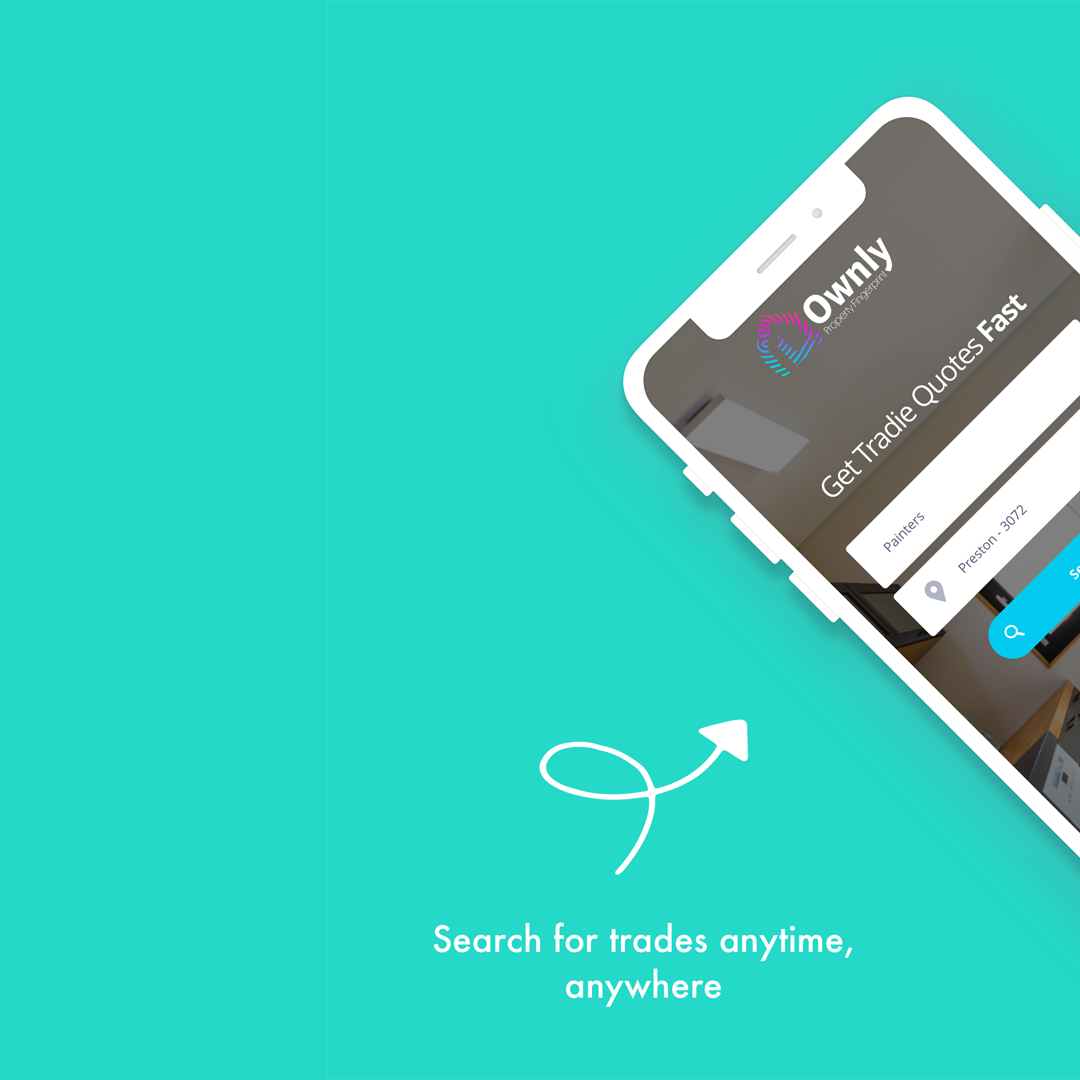 Ownly
Property Fingerprint
Get Tradie Quotes Fast
Painters
Preston - 3072
Search for trades anytime,
anywhere